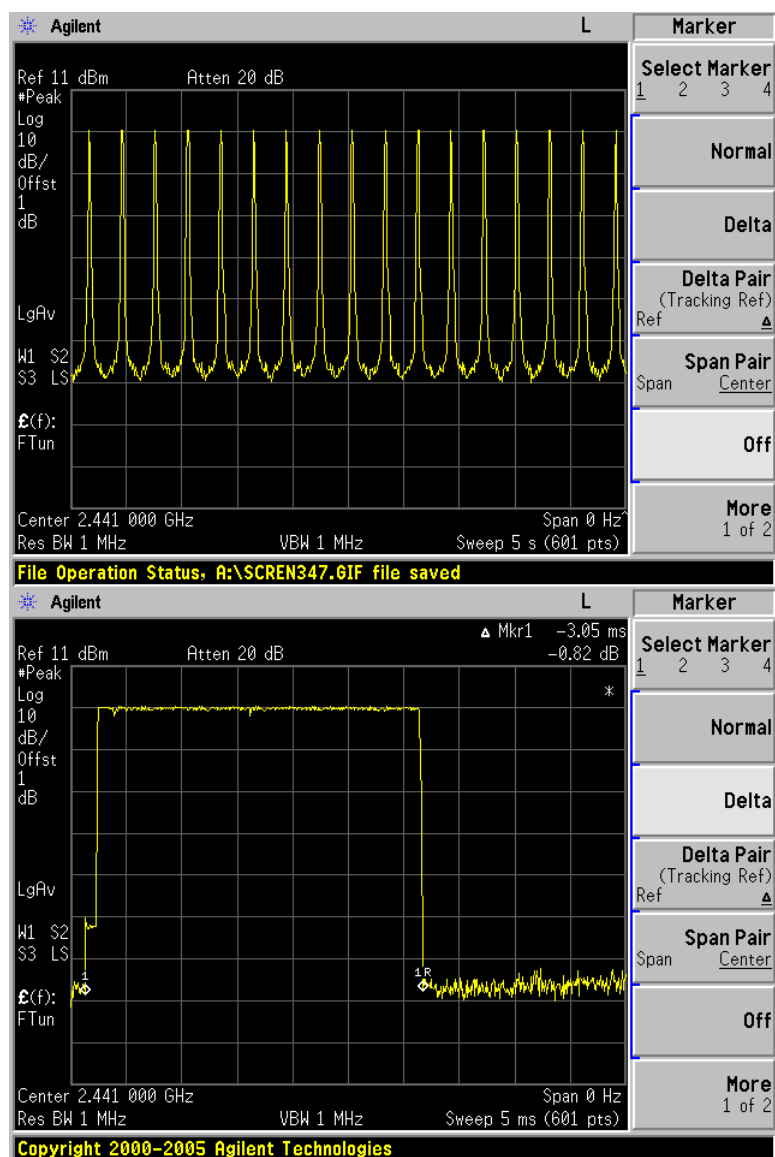 Agilent L Marker
Ref 11 dBm Atten 20 dB
#Peak
Log
10
dB/
Offst
1
dB
LgAv
W1 S2
S3 LS
£(f):
FTun
Center 2.441 000 GHz Span 0 Hz^
Res BW 1 MHz VBW 1 MHz Sweep 5 s (601 pts)
File Operation Status, A:\SCREN347.GIF file saved
Select Marker
1 2 3 4
Normal
Delta
Delta Pair
(Tracking Ref)
Ref Δ
Span Pair
Span Center
Off
More
1 of 2
Agilent L Marker
Δ Mkr1 -3.05 ms
Ref 11 dBm Atten 20 dB -0.82 dB
#Peak
Log
10
dB/
Offst
1
dB
*
LgAv
W1 S2
S3 LS
1
1R
£(f):
FTun
Center 2.441 000 GHz Span 0 Hz
Res BW 1 MHz VBW 1 MHz Sweep 5 ms (601 pts)
Copyright 2000-2005 Agilent Technologies
Select Marker
1 2 3 4
Normal
Delta
Delta Pair
(Tracking Ref)
Ref Δ
Span Pair
Span Center
Off
More
1 of 2